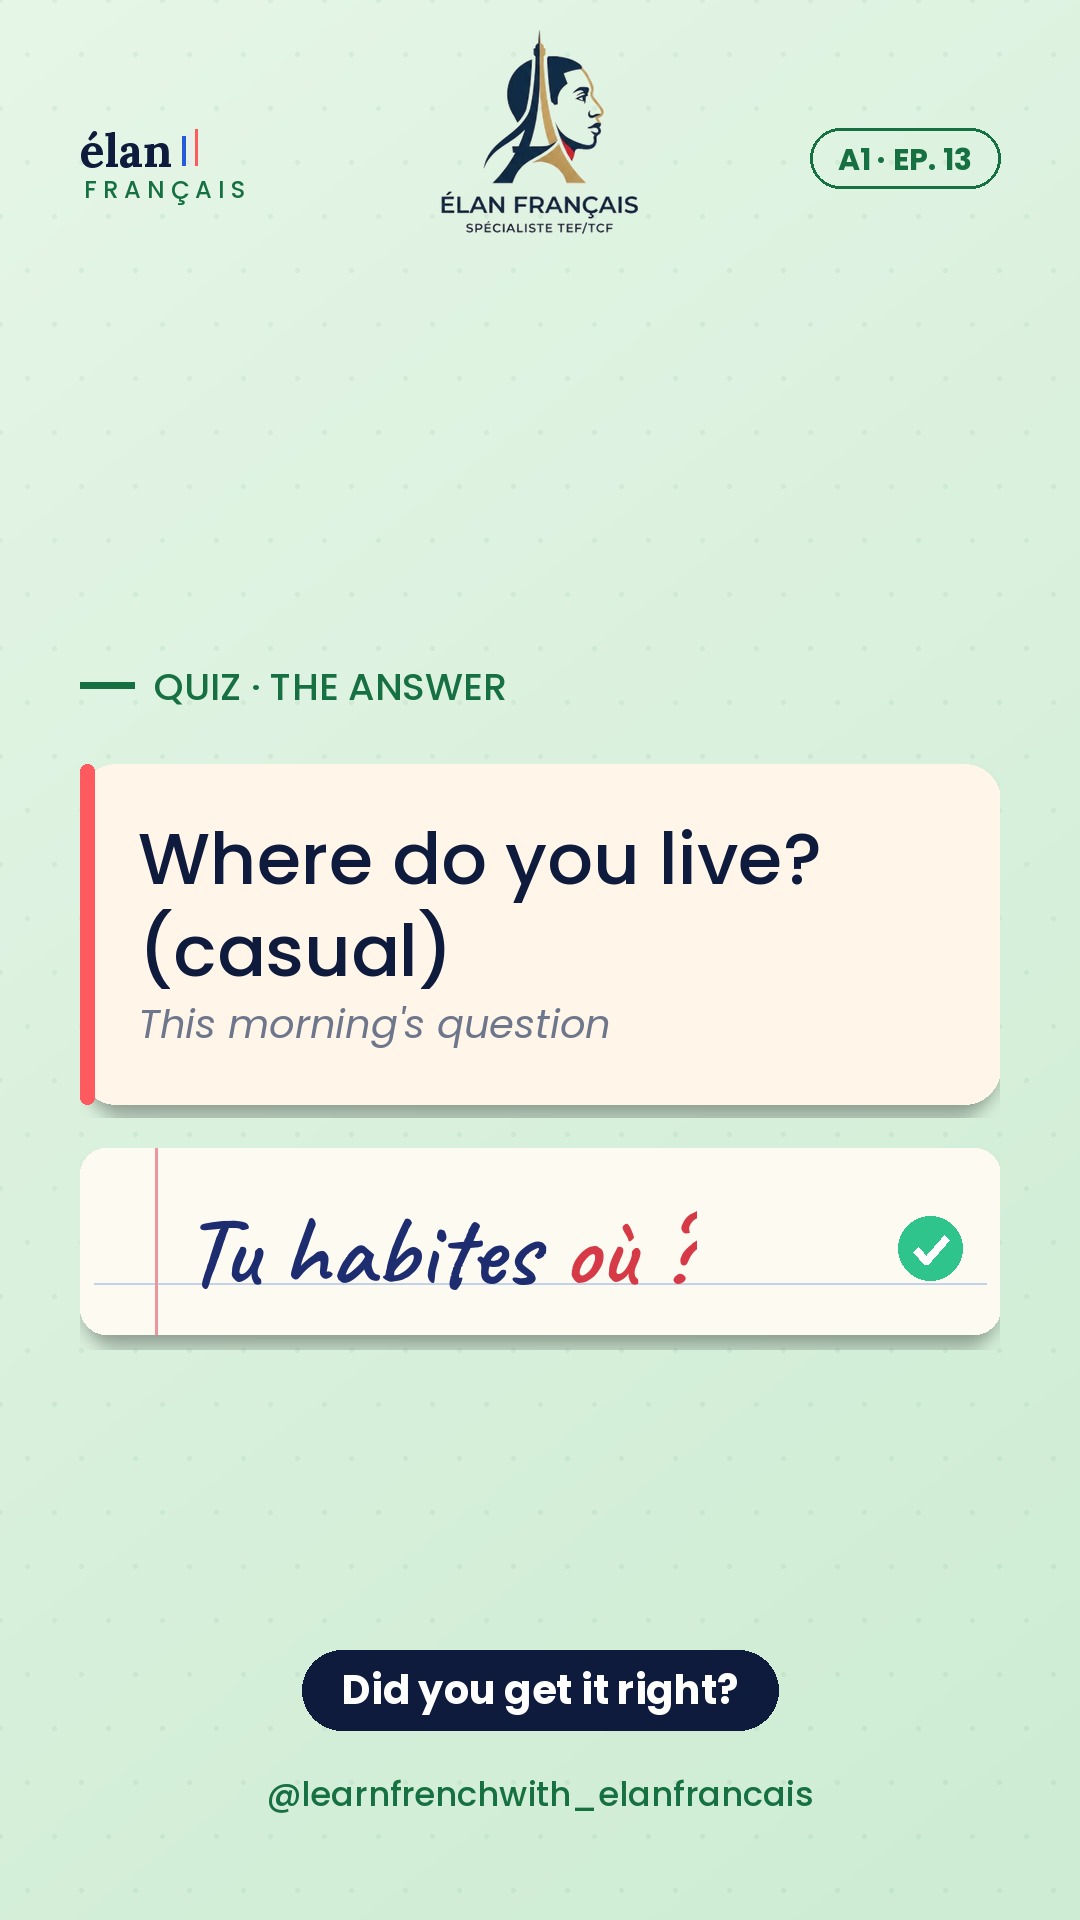 élan
FRANÇAIS
ÉLAN FRANÇAIS
SPÉCIALISTE TEF/TCF
A1 · EP. 13
QUIZ · THE ANSWER
Where do you live?
(casual)
This morning's question
Tu habites où ?
Did you get it right?
@learnfrenchwith_elanfrancais